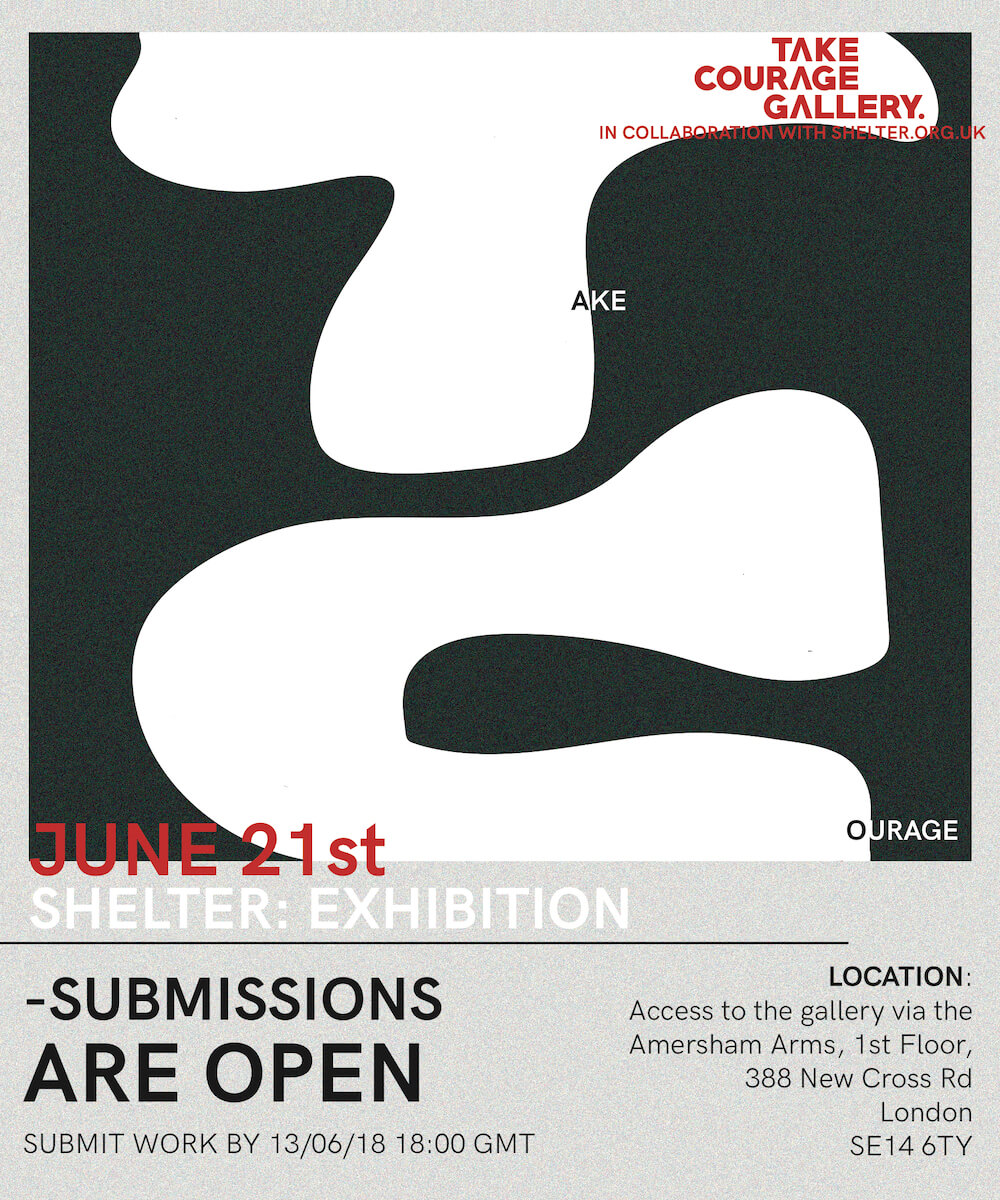 TAKE
COURAGE
GALLERY.
IN COLLABORATION WITH SHELTER.ORG.UK
AKE
OURAGE
JUNE 21st
SHELTER: EXHIBITION
-SUBMISSIONS
ARE OPEN
SUBMIT WORK BY 13/06/18 18:00 GMT
LOCATION:
Access to the gallery via the
Amersham Arms, 1st Floor,
388 New Cross Rd
London
SE14 6TY